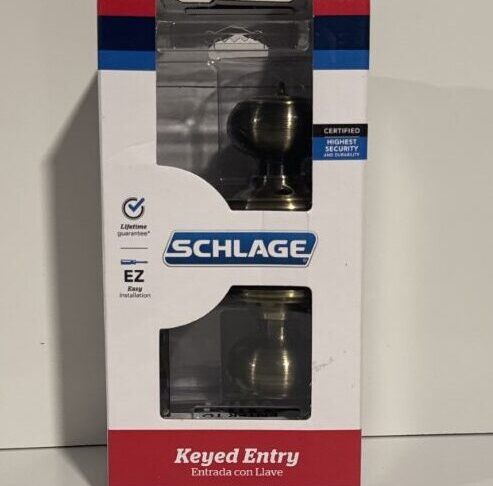 CERTIFIED
HIGHEST
SECURITY
AND DURABILITY
Lifetime
guarantee*
SCHLAGE
EZ
Easy
Installation
Keyed Entry
Entrada con Llave